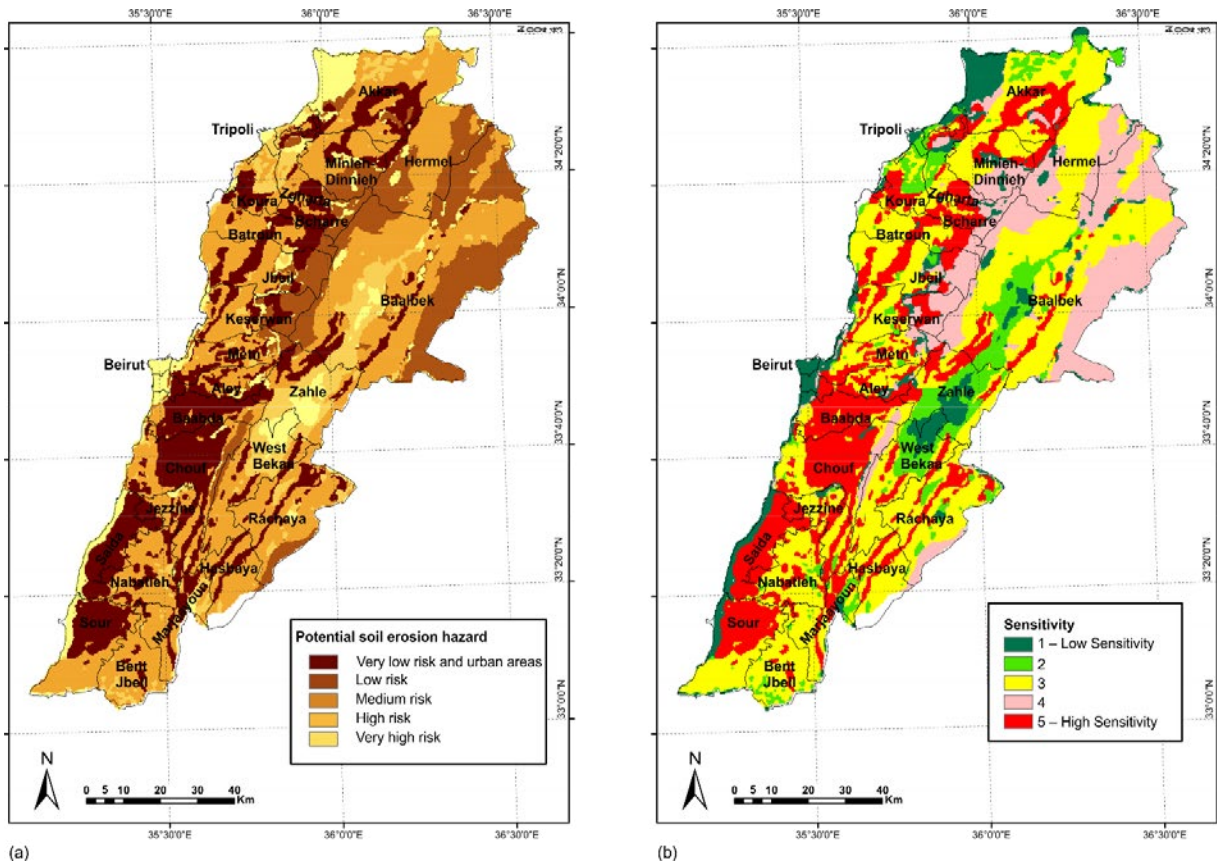 35°30'0"E
36°0'0"E
36°30'0"E
Akkar
Tripoli
Hermel
Minieh-
Dinnieh
Zgharta
Koura
Bcharre
Batroun
Jbeil
Baalbek
Keserwan
Metn
Beirut
Aley
Zahle
Baabda
West
Bekaa
Chouf
Jezzine
Rachaya
Saida
Hasbaya
Nabatieh
Marjaayoun
Sour
Bent
Jbeil
34°20'0"N
34°0'0"N
33°40'0"N
33°20'0"N
33°0'0"N
Potential soil erosion hazard
Very low risk and urban areas
Low risk
Medium risk
High risk
Very high risk
N
0 5 10 20 30 40
Km
35°30'0"E
36°0'0"E
36°30'0"E
(a)
35°30'0"E
36°0'0"E
36°30'0"E
Akkar
Tripoli
Hermel
Minieh-
Dinnieh
Zgharta
Koura
Bcharre
Batroun
Jbeil
Baalbek
Keserwan
Metn
Beirut
Aley
Zahle
Baabda
West
Bekaa
Chouf
Jezzine
Rachaya
Saida
Hasbaya
Nabatieh
Marjaayoun
Sour
Bent
Jbeil
34°20'0"N
34°0'0"N
33°40'0"N
33°20'0"N
33°0'0"N
Sensitivity
1 – Low Sensitivity
2
3
4
5 – High Sensitivity
N
0 5 10 20 30 40
Km
35°30'0"E
36°0'0"E
36°30'0"E
(b)